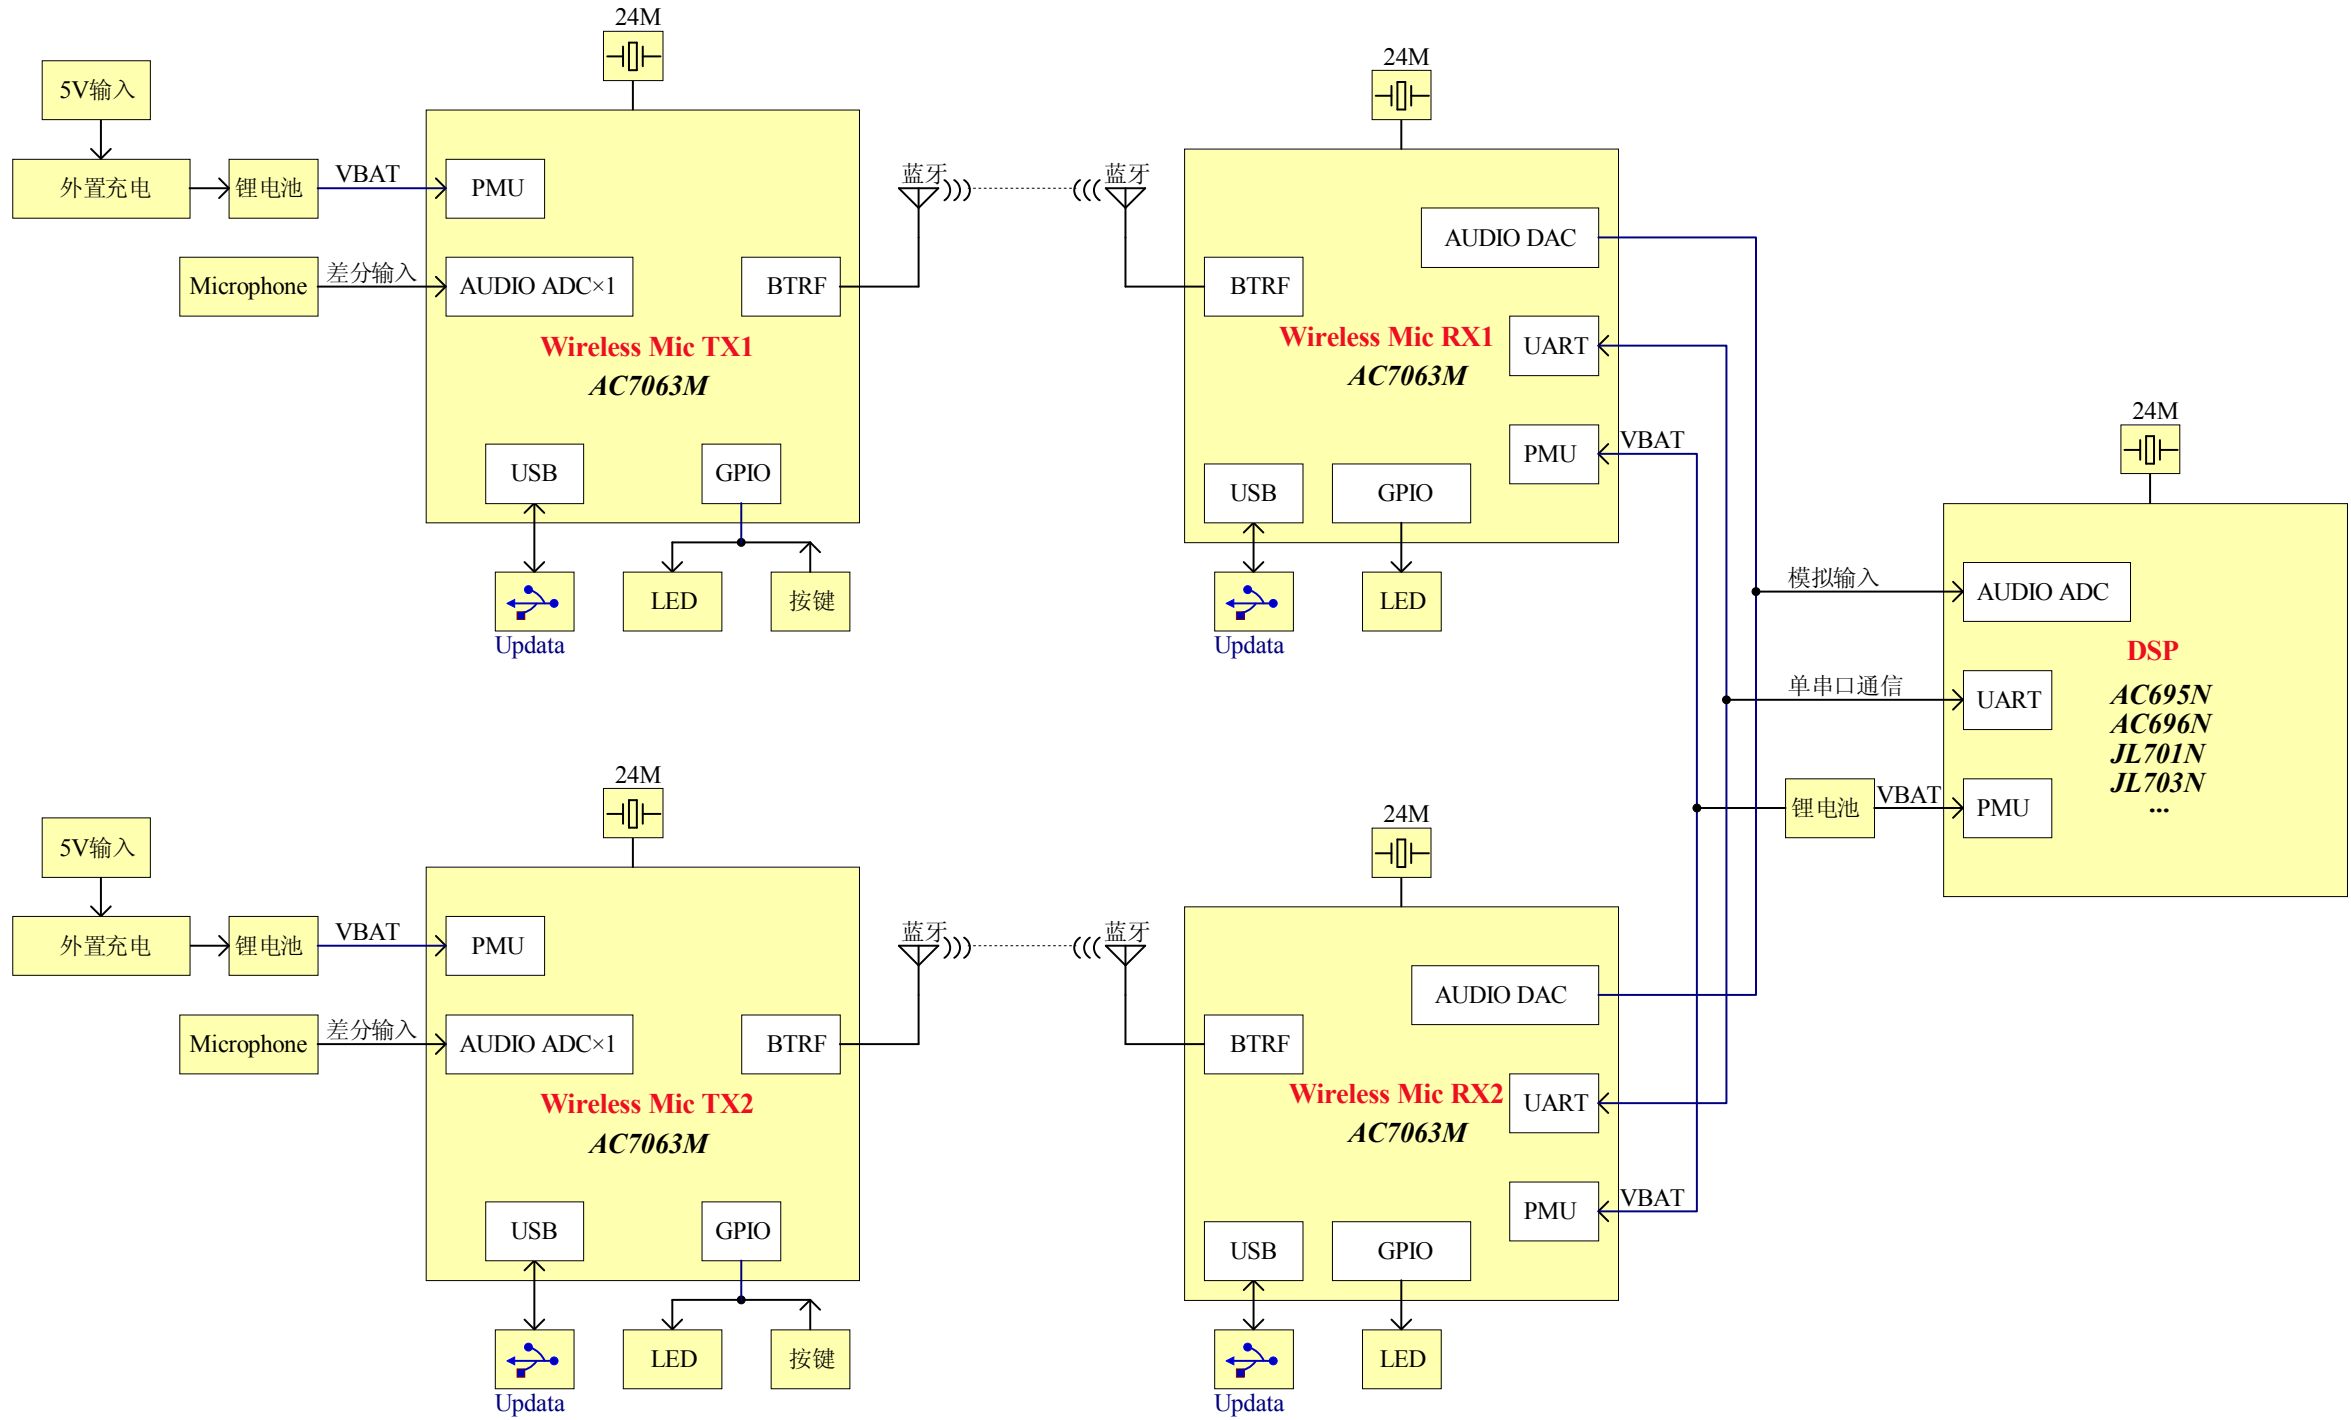 24M
5V输入
外置充电
锂电池
VBAT
PMU
Microphone
差分输入
AUDIO ADC×1
BTRF
Wireless Mic TX1
AC7063M
USB
GPIO
Updata
LED
按键
蓝牙
蓝牙
24M
AUDIO DAC
BTRF
Wireless Mic RX1
AC7063M
UART
PMU
VBAT
USB
GPIO
Updata
LED
24M
模拟输入
AUDIO ADC
DSP
单串口通信
UART
AC695N
AC696N
JL701N
JL703N
...
锂电池
VBAT
PMU
24M
5V输入
外置充电
锂电池
VBAT
PMU
Microphone
差分输入
AUDIO ADC×1
BTRF
Wireless Mic TX2
AC7063M
USB
GPIO
Updata
LED
按键
蓝牙
蓝牙
24M
AUDIO DAC
BTRF
Wireless Mic RX2
AC7063M
UART
PMU
VBAT
USB
GPIO
Updata
LED